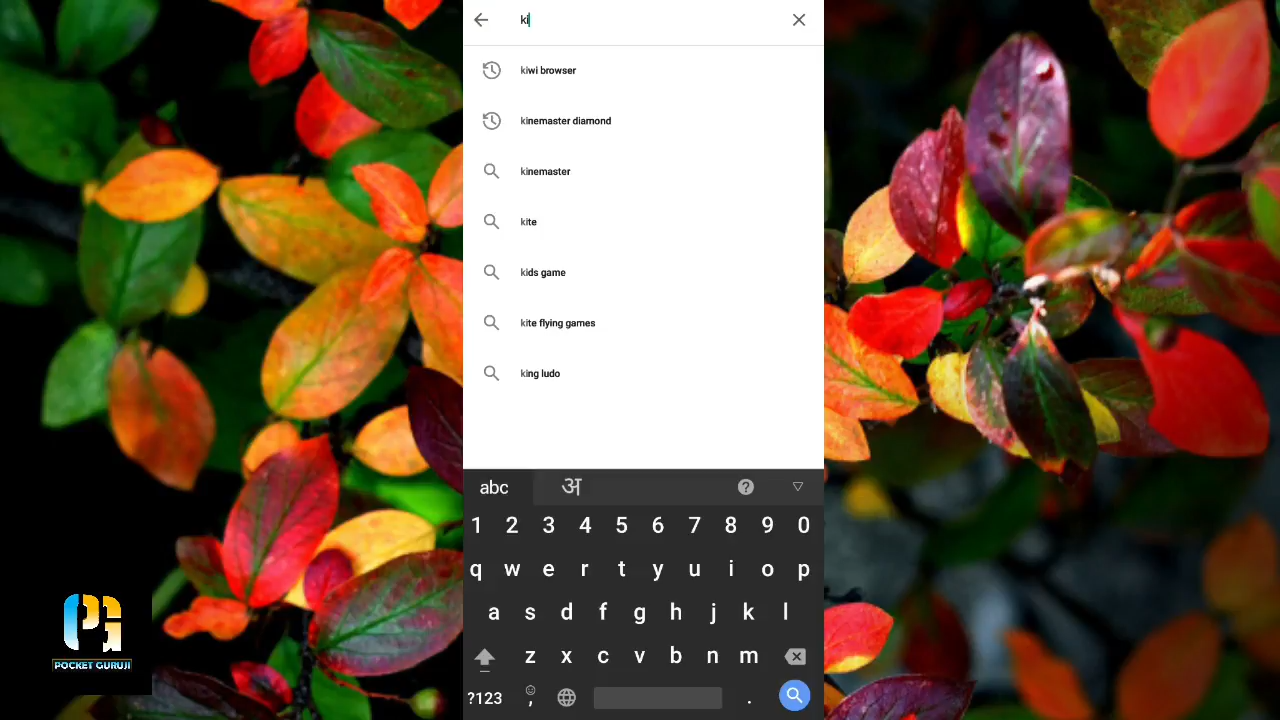 ki
kiwi browser
kinemaster diamond
kinemaster
kite
kids game
kite flying games
king ludo
abc अ ?
1 2 3 4 5 6 7 8 9 0
q w e r t y u i o p
a s d f g h j k l
z x c v b n m
?123 , .
PG
POCKET GURUJI